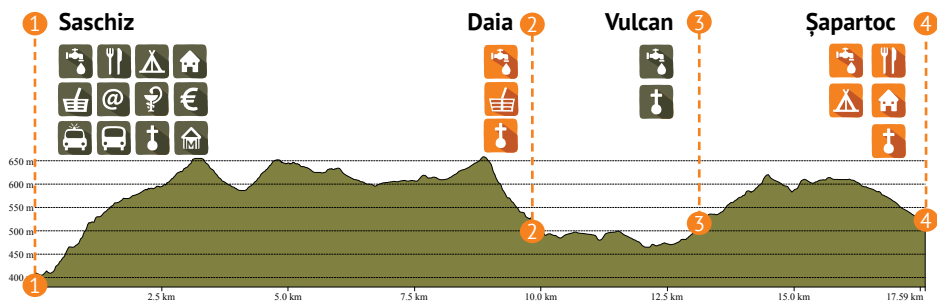 1 Saschiz Daia 2 Vulcan 3 Șapartoc 4
@ €
M
650 m
600 m
550 m
500 m
450 m
400 m
1 2 3 4
2.5 km 5.0 km 7.5 km 10.0 km 12.5 km 15.0 km 17.59 km